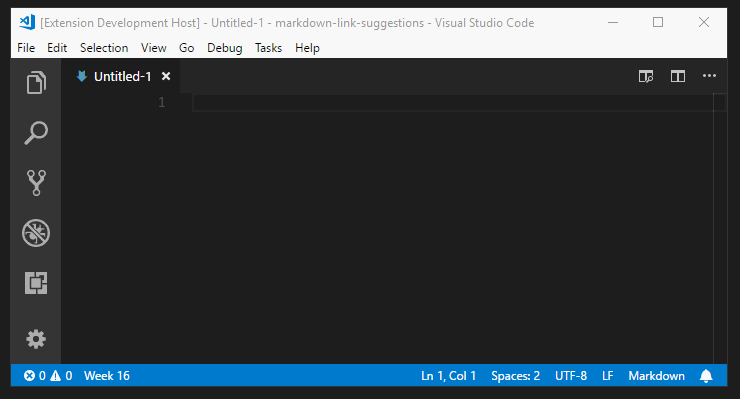 [Extension Development Host] - Untitled-1 - markdown-link-suggestions - Visual Studio Code
File Edit Selection View Go Debug Tasks Help
Untitled-1
1
0 0 Week 16 Ln 1, Col 1 Spaces: 2 UTF-8 LF Markdown